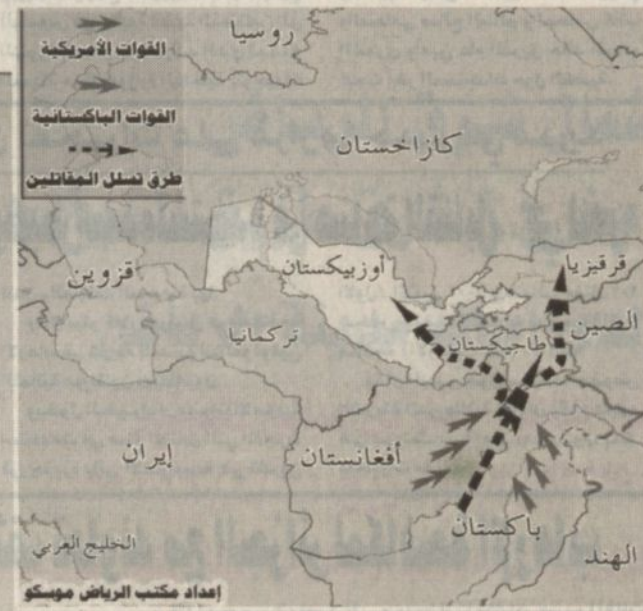 القوات الأمريكية
القوات الباكستانية
طرق تسلل المقاتلين
روسيا
كازاخستان
قزوين
أوزبيكستان
قرقيزيا
تركمانيا
طاجيكستان
الصين
إيران
أفغانستان
باكستان
الهند
الخليج العربي
إعداد مكتب الرياض موسكو